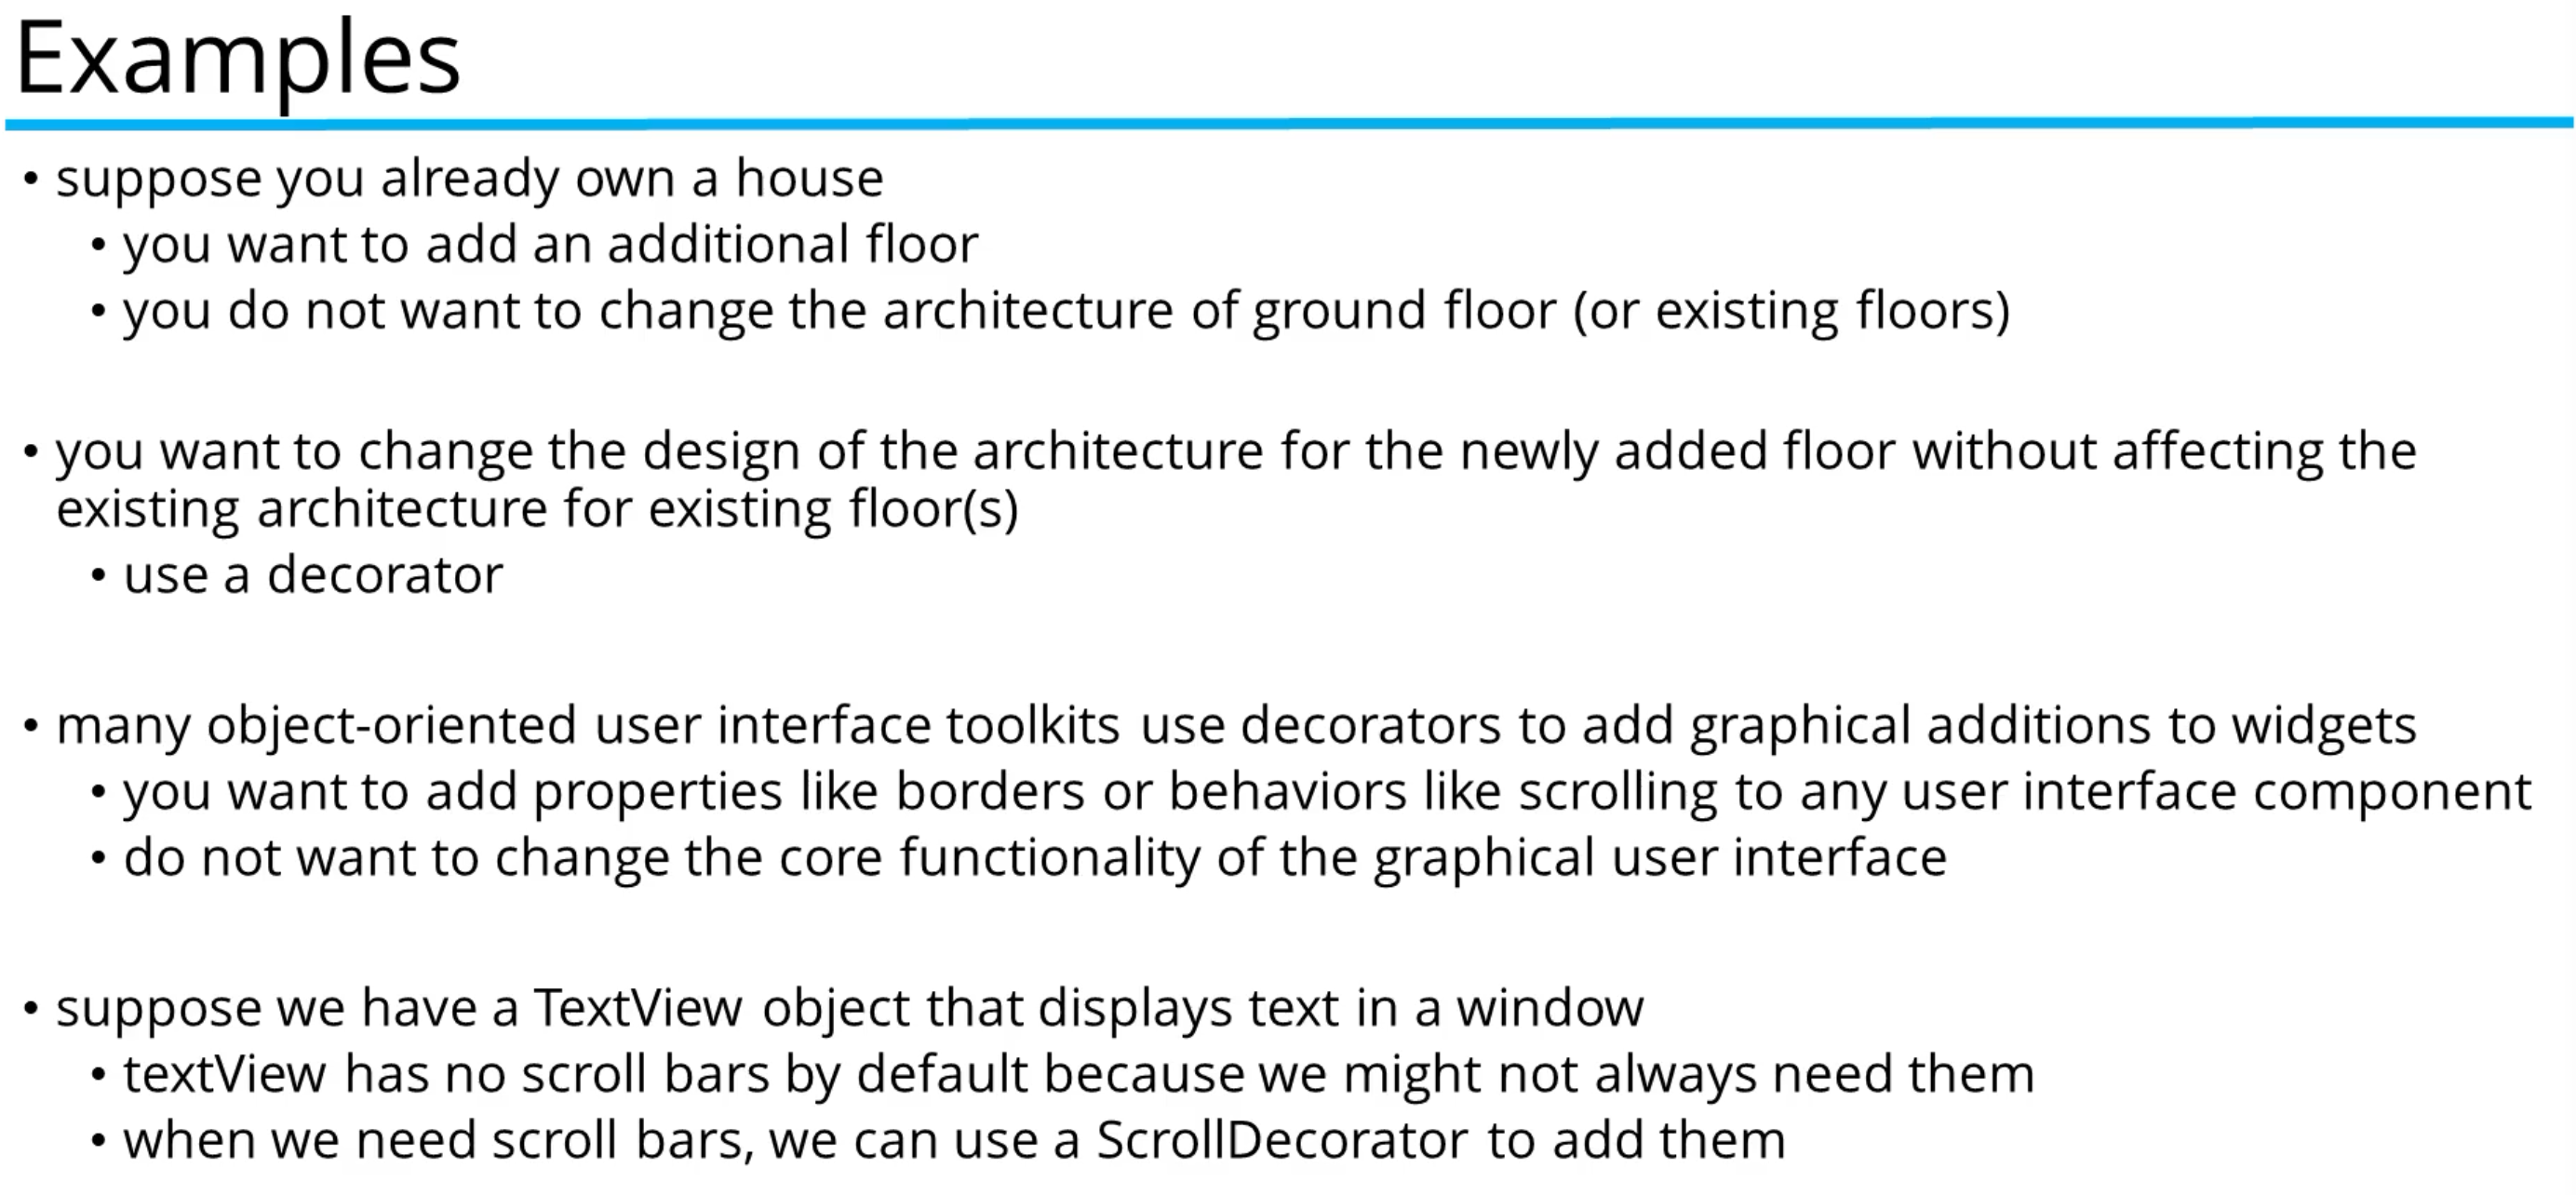 Examples
• suppose you already own a house
• you want to add an additional floor
• you do not want to change the architecture of ground floor (or existing floors)
• you want to change the design of the architecture for the newly added floor without affecting the
existing architecture for existing floor(s)
• use a decorator
• many object-oriented user interface toolkits use decorators to add graphical additions to widgets
• you want to add properties like borders or behaviors like scrolling to any user interface component
• do not want to change the core functionality of the graphical user interface
• suppose we have a TextView object that displays text in a window
• textView has no scroll bars by default because we might not always need them
• when we need scroll bars, we can use a ScrollDecorator to add them